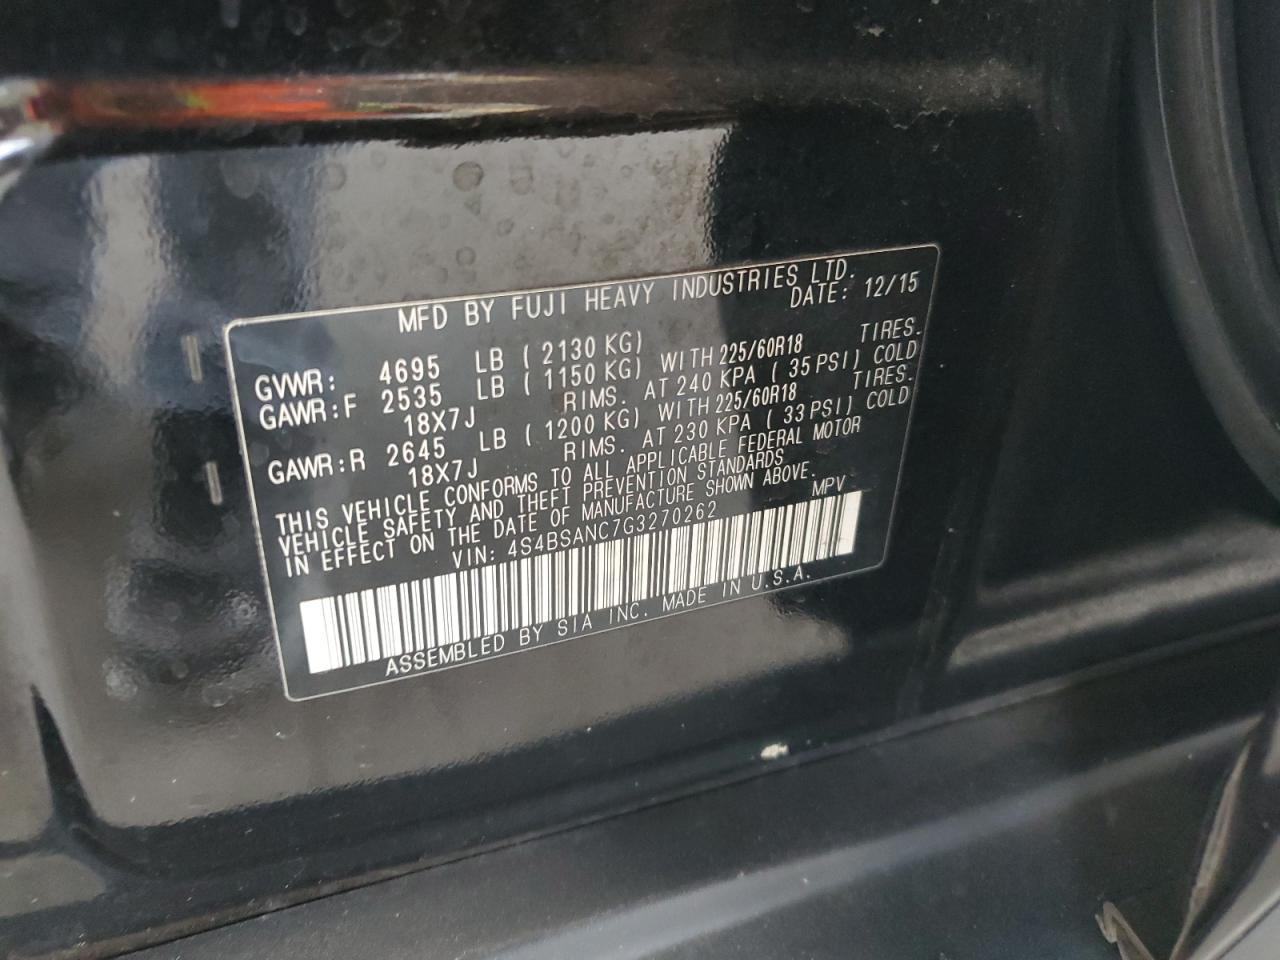 MFD BY FUJI HEAVY INDUSTRIES LTD.
DATE: 12/15
GVWR: 4695 LB ( 2130 KG)
GAWR:F 2535 LB ( 1150 KG) WITH 225/60R18 TIRES.
18X7J RIMS. AT 240 KPA ( 35 PSI) COLD
GAWR:R 2645 LB ( 1200 KG) WITH 225/60R18 TIRES.
18X7J RIMS. AT 230 KPA ( 33 PSI) COLD
THIS VEHICLE CONFORMS TO ALL APPLICABLE FEDERAL MOTOR
VEHICLE SAFETY AND THEFT PREVENTION STANDARDS
IN EFFECT ON THE DATE OF MANUFACTURE SHOWN ABOVE.
VIN: 4S4BSANC7G3270262 MPV
ASSEMBLED BY SIA INC. MADE IN U.S.A.